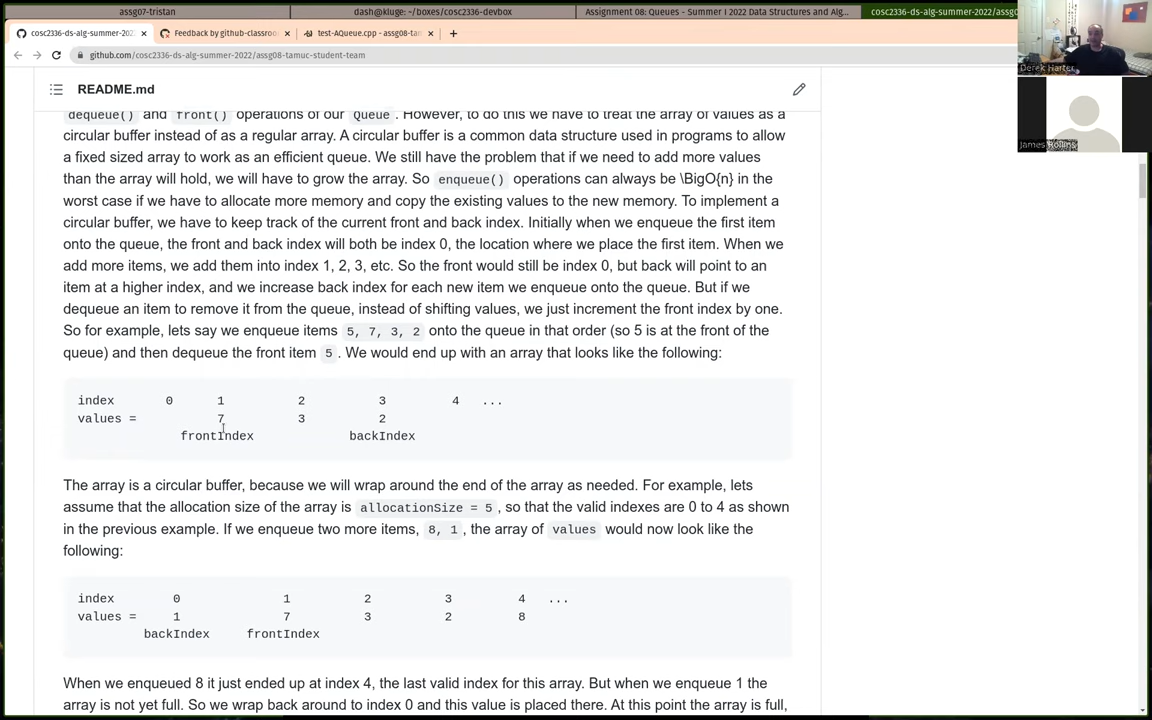 assg07-tristan
dash@kluge: ~/boxes/cosc2336-devbox
Assignment 08: Queues - Summer I 2022 Data Structures and Alg...
cosc2336-ds-alg-summer-2022/assg0
cosc2336-ds-alg-summer-202
Feedback by github-classroo
test-AQueue.cpp - assg08-tam
github.com/cosc2336-ds-alg-summer-2022/assg08-tamuc-student-team
Derek Harter
James Rollins
README.md
dequeue() and front() operations of our Queue. However, to do this we have to treat the array of values as a
circular buffer instead of as a regular array. A circular buffer is a common data structure used in programs to allow
a fixed sized array to work as an efficient queue. We still have the problem that if we need to add more values
than the array will hold, we will have to grow the array. So enqueue() operations can always be \BigO{n} in the
worst case if we have to allocate more memory and copy the existing values to the new memory. To implement a
circular buffer, we have to keep track of the current front and back index. Initially when we enqueue the first item
onto the queue, the front and back index will both be index 0, the location where we place the first item. When we
add more items, we add them into index 1, 2, 3, etc. So the front would still be index 0, but back will point to an
item at a higher index, and we increase back index for each new item we enqueue onto the queue. But if we
dequeue an item to remove it from the queue, instead of shifting values, we just increment the front index by one.
So for example, lets say we enqueue items 5, 7, 3, 2 onto the queue in that order (so 5 is at the front of the
queue) and then dequeue the front item 5. We would end up with an array that looks like the following:
index 0 1 2 3 4 ...
values = 7 3 2
frontIndex backIndex
The array is a circular buffer, because we will wrap around the end of the array as needed. For example, lets
assume that the allocation size of the array is allocationSize = 5, so that the valid indexes are 0 to 4 as shown
in the previous example. If we enqueue two more items, 8, 1, the array of values would now look like the
following:
index 0 1 2 3 4 ...
values = 1 7 3 2 8
backIndex frontIndex
When we enqueued 8 it just ended up at index 4, the last valid index for this array. But when we enqueue 1 the
array is not yet full. So we wrap back around to index 0 and this value is placed there. At this point the array is full,